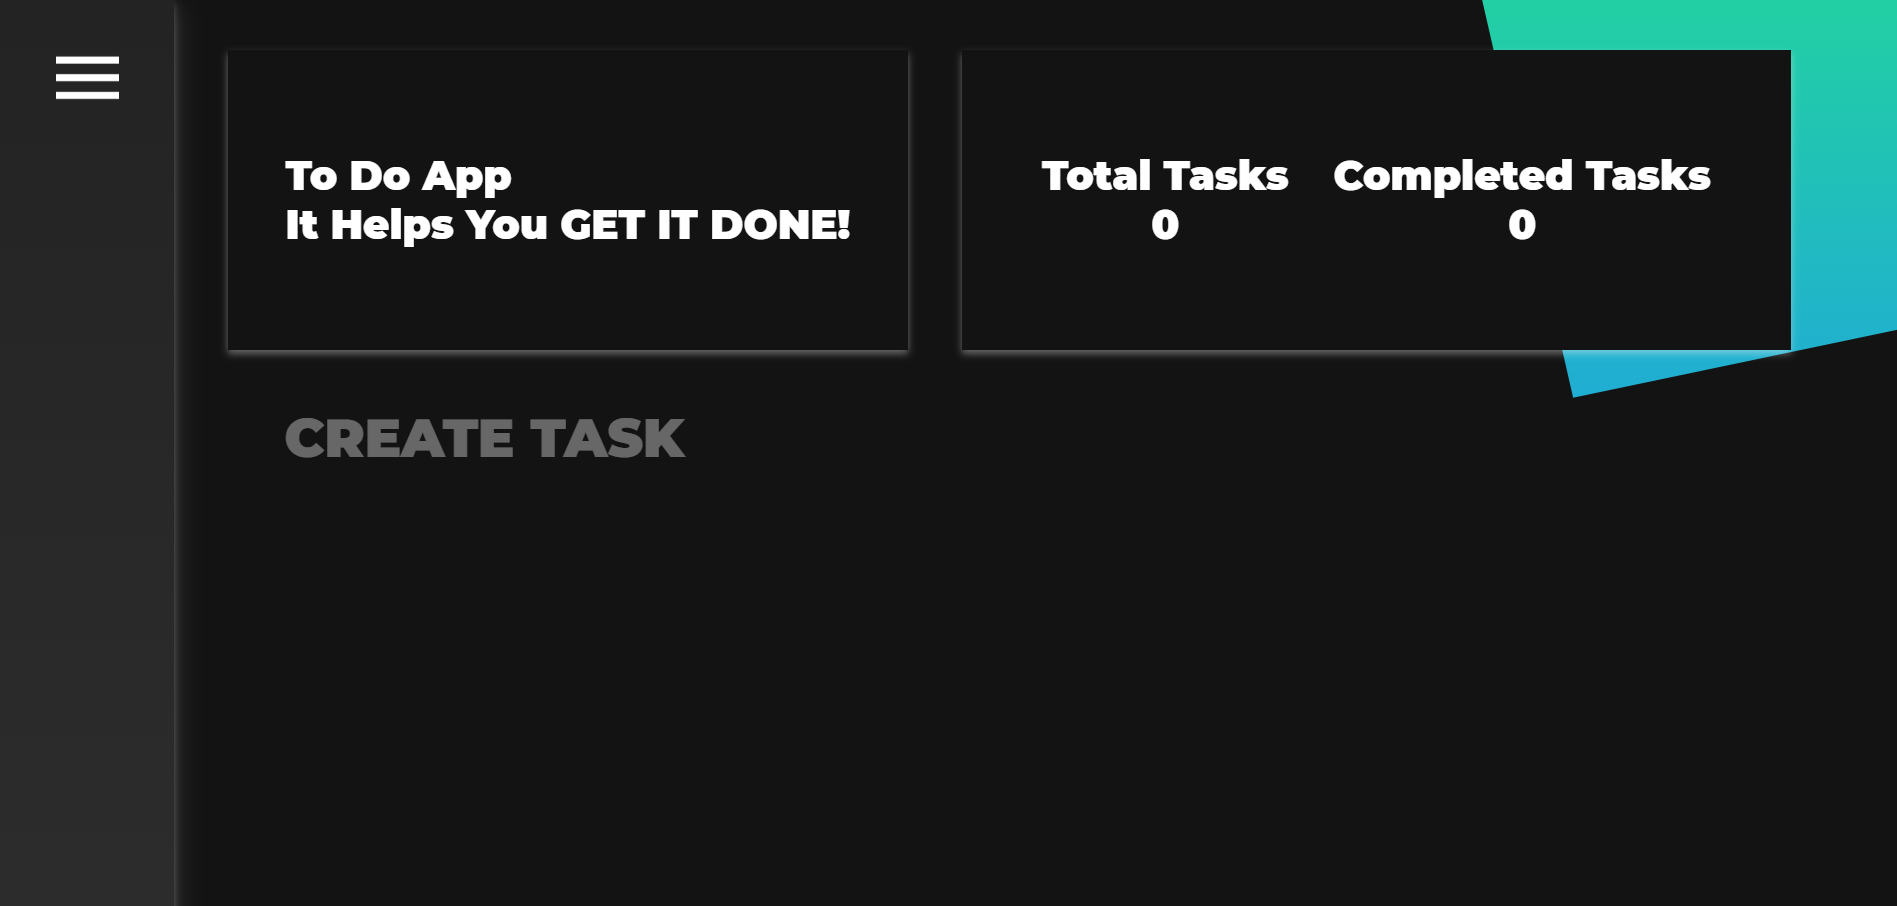 To Do App
It Helps You GET IT DONE!
Total Tasks
0
Completed Tasks
0
CREATE TASK